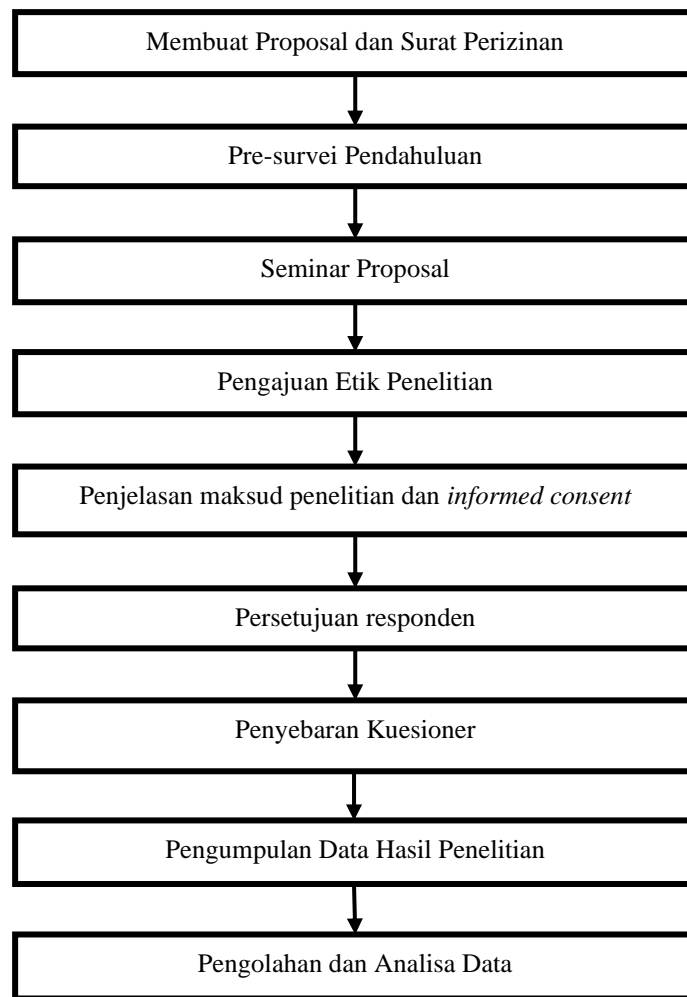 Membuat Proposal dan Surat Perizinan
Pre-survei Pendahuluan
Seminar Proposal
Pengajuan Etik Penelitian
Penjelasan maksud penelitian dan informed consent
Persetujuan responden
Penyebaran Kuesioner
Pengumpulan Data Hasil Penelitian
Pengolahan dan Analisa Data